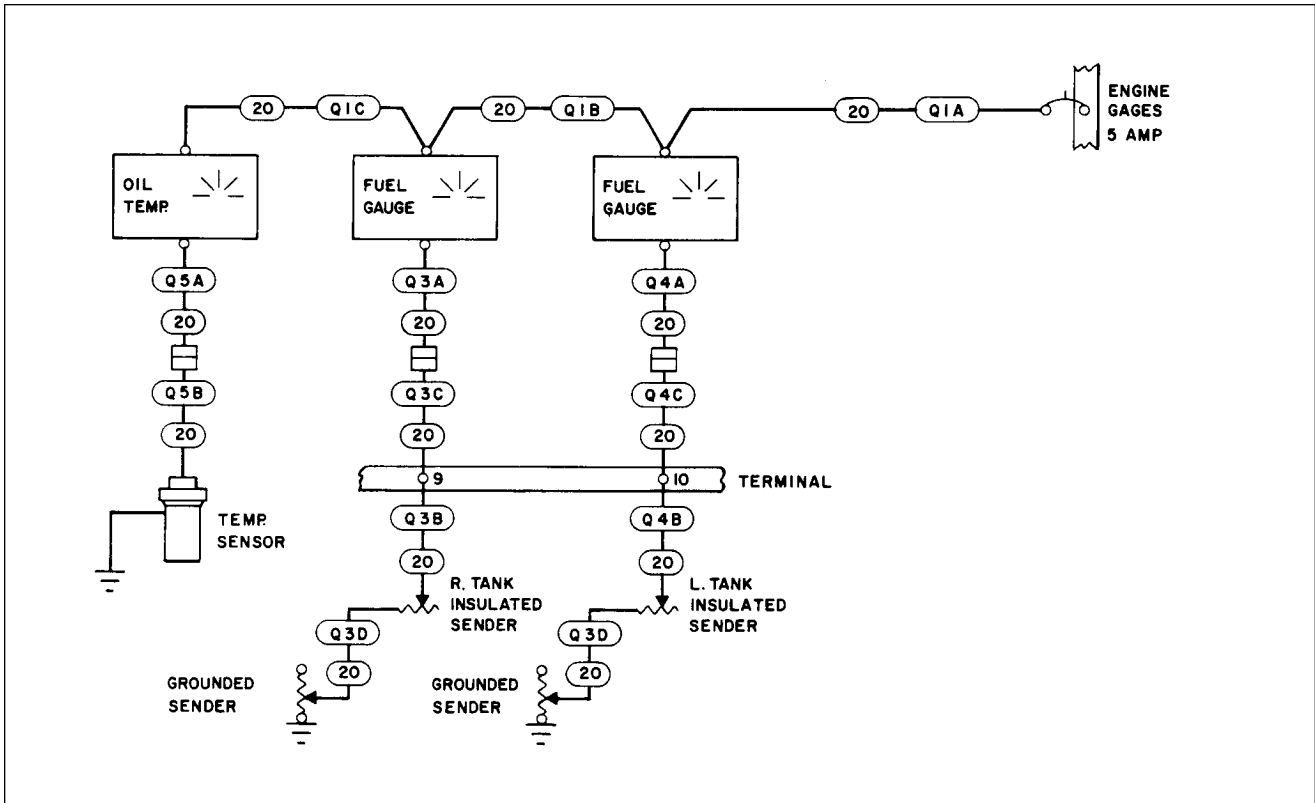 20 Q1C 20 Q1B 20 Q1A
ENGINE
GAGES
5 AMP
OIL
TEMP.
FUEL
GAUGE
FUEL
GAUGE
Q5A Q3A Q4A
20 20 20
Q5B Q3C Q4C
20 20 20
9 10 TERMINAL
TEMP.
SENSOR
Q3B Q4B
20 20
R. TANK
INSULATED
SENDER
L. TANK
INSULATED
SENDER
Q3D Q3D
20 20
GROUNDED
SENDER
GROUNDED
SENDER